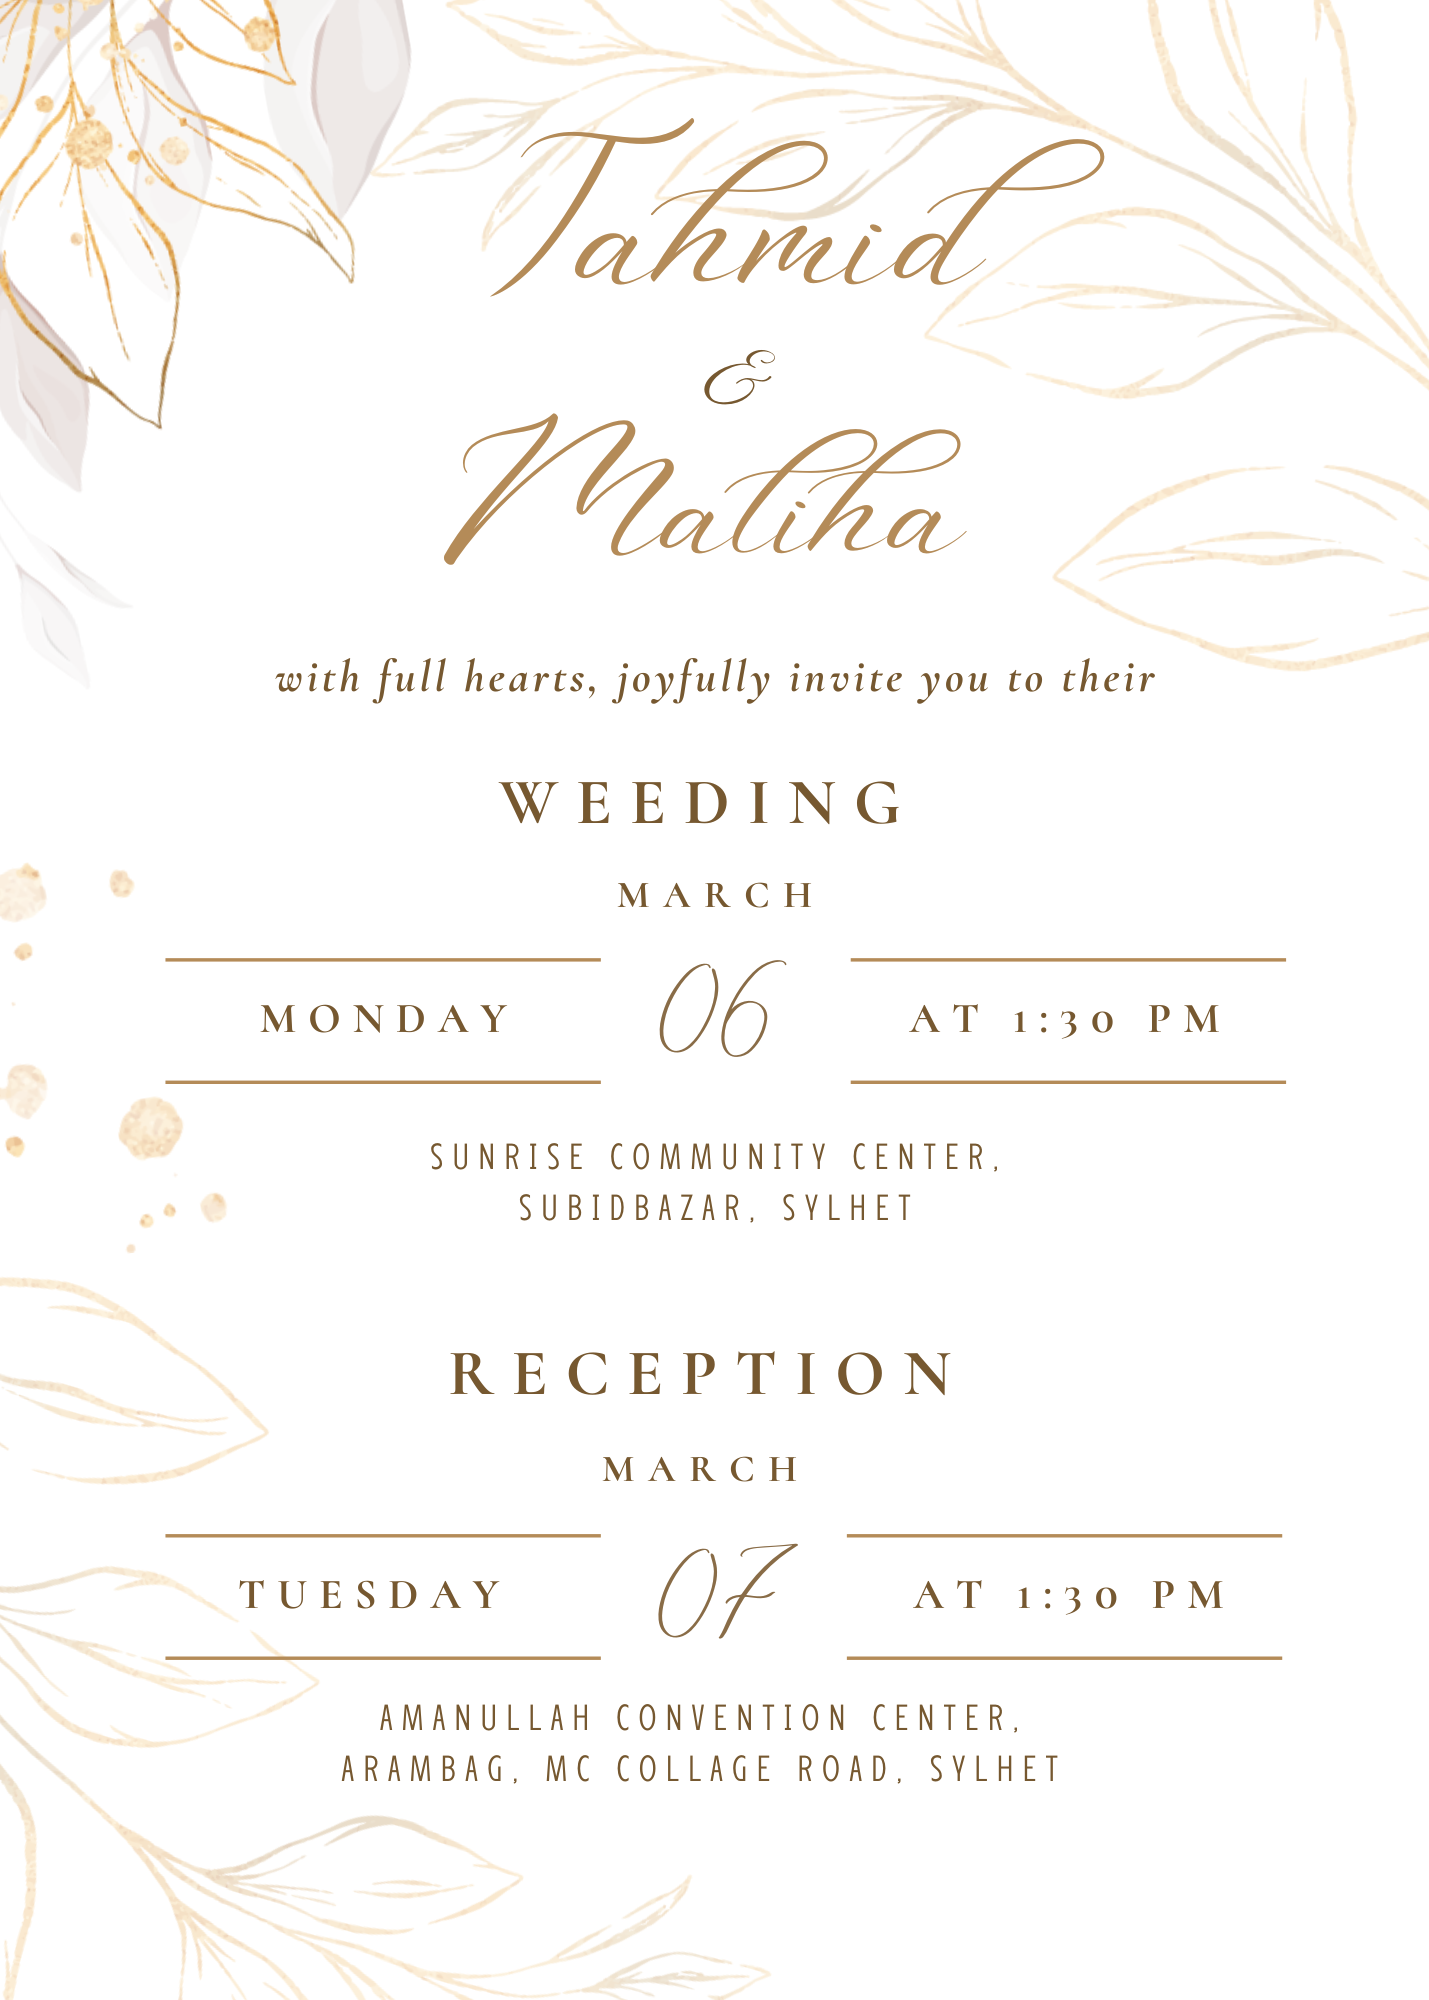 Tahmid
&
Maliha
with full hearts, joyfully invite you to their
WEEDING
MARCH
MONDAY 06 AT 1:30 PM
SUNRISE COMMUNITY CENTER,
SUBIDBAZAR, SYLHET
RECEPTION
MARCH
TUESDAY 07 AT 1:30 PM
AMANULLAH CONVENTION CENTER,
ARAMBAG, MC COLLAGE ROAD, SYLHET